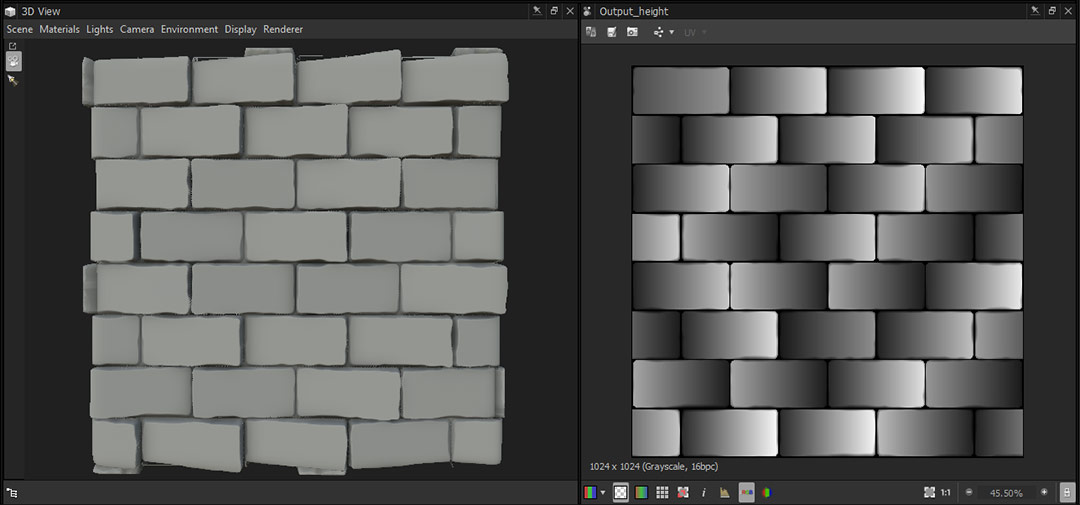 3D View
Scene Materials Lights Camera Environment Display Renderer
Output_height
UV
1024 x 1024 (Grayscale, 16bpc)
i
RGB
1:1
45.50%